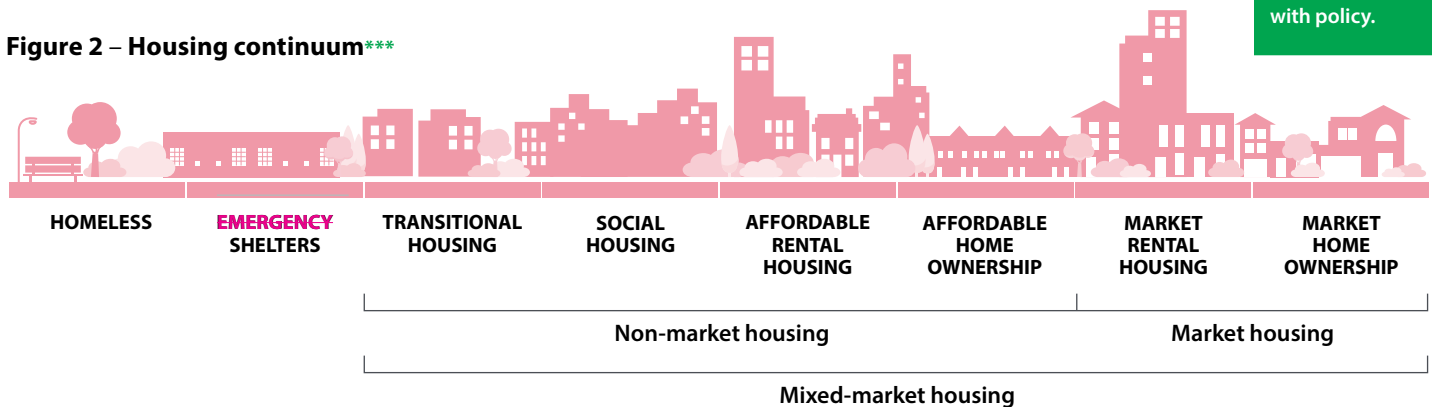 with policy.
Figure 2 – Housing continuum***
HOMELESS
EMERGENCY
SHELTERS
TRANSITIONAL
HOUSING
SOCIAL
HOUSING
AFFORDABLE
RENTAL
HOUSING
AFFORDABLE
HOME
OWNERSHIP
MARKET
RENTAL
HOUSING
MARKET
HOME
OWNERSHIP
Non-market housing
Market housing
Mixed-market housing